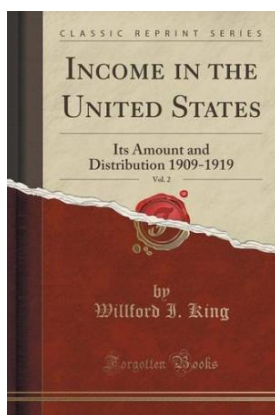 CLASSIC REPRINT SERIES
INCOME IN THE
UNITED STATES
Its Amount and
Distribution 1909-1919
Vol. 2
by
Willford I. King
Forgotten Books